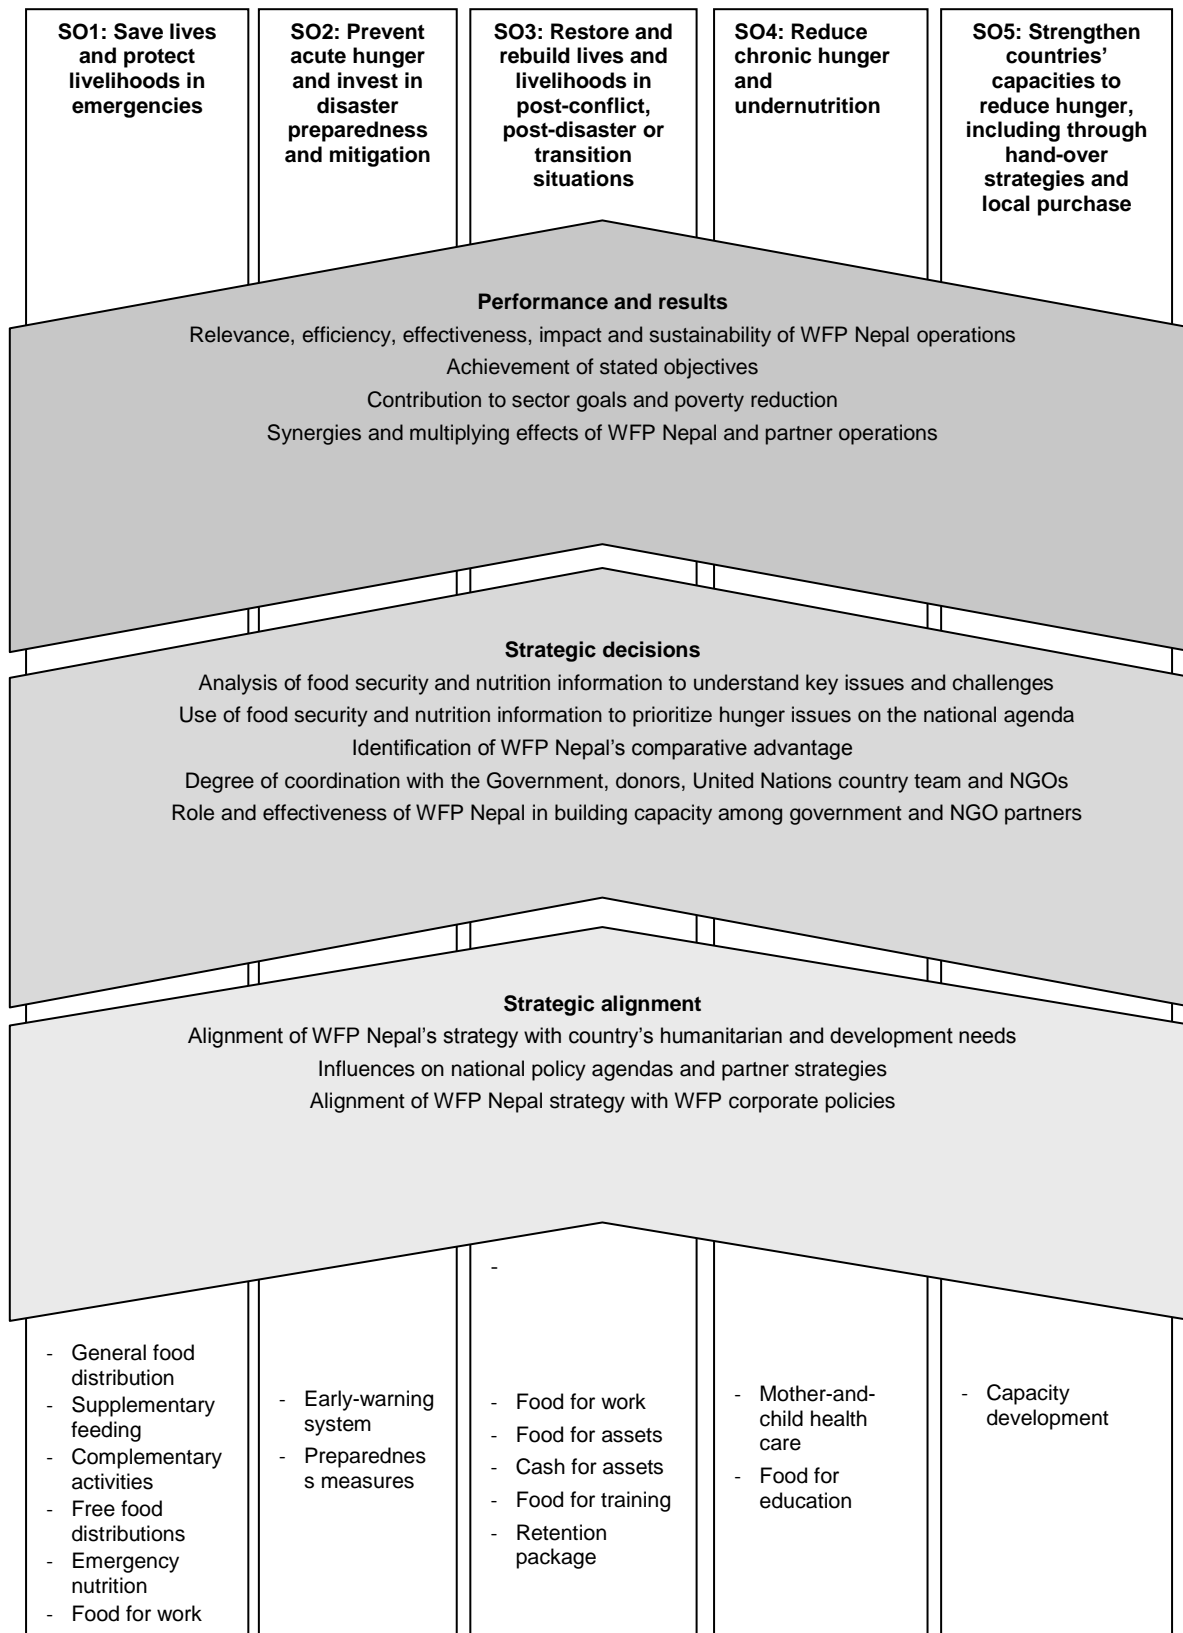 SO1: Save lives
and protect
livelihoods in
emergencies
SO2: Prevent
acute hunger
and invest in
disaster
preparedness
and mitigation
SO3: Restore and
rebuild lives and
livelihoods in
post-conflict,
post-disaster or
transition
situations
SO4: Reduce
chronic hunger
and
undernutrition
SO5: Strengthen
countries’
capacities to
reduce hunger,
including through
hand-over
strategies and
local purchase
Performance and results
Relevance, efficiency, effectiveness, impact and sustainability of WFP Nepal operations
Achievement of stated objectives
Contribution to sector goals and poverty reduction
Synergies and multiplying effects of WFP Nepal and partner operations
Strategic decisions
Analysis of food security and nutrition information to understand key issues and challenges
Use of food security and nutrition information to prioritize hunger issues on the national agenda
Identification of WFP Nepal’s comparative advantage
Degree of coordination with the Government, donors, United Nations country team and NGOs
Role and effectiveness of WFP Nepal in building capacity among government and NGO partners
Strategic alignment
Alignment of WFP Nepal’s strategy with country’s humanitarian and development needs
Influences on national policy agendas and partner strategies
Alignment of WFP Nepal strategy with WFP corporate policies
- General food
distribution
- Supplementary
feeding
- Complementary
activities
- Free food
distributions
- Emergency
nutrition
- Food for work
- Early-warning
system
- Preparednes
s measures
-
- Food for work
- Food for assets
- Cash for assets
- Food for training
- Retention
package
- Mother-and-
child health
care
- Food for
education
- Capacity
development